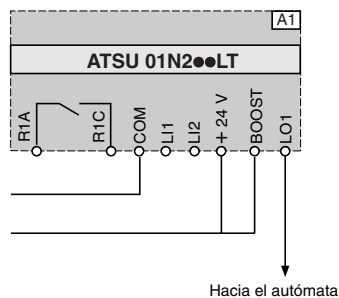 A1
ATSU 01N2●●LT
R1A
R1C
COM
LI1
LI2
+ 24 V
BOOST
LO1
Hacia el autómata